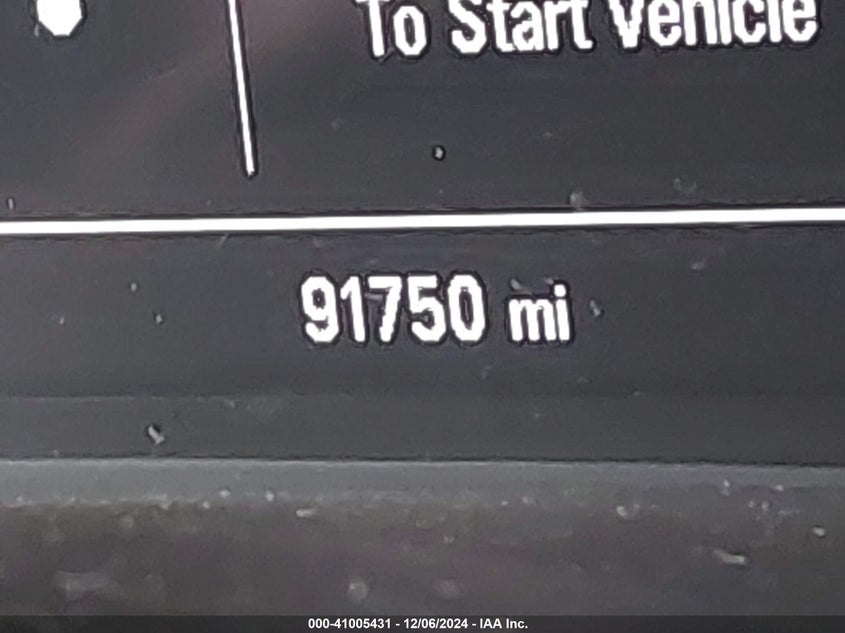 To Start Vehicle
91750 mi
000-41005431 - 12/06/2024 - IAA Inc.